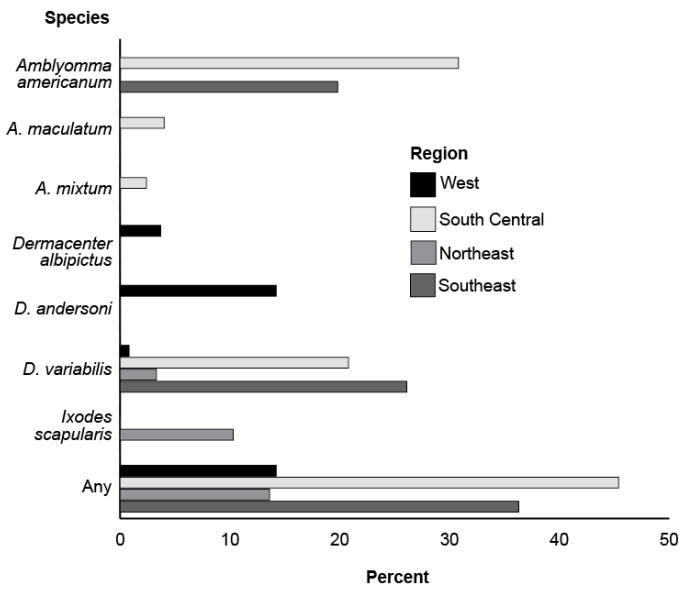 Species
Amblyomma
americanum
A. maculatum
A. mixtum
Dermacenter
albipictus
D. andersoni
D. variabilis
Ixodes
scapularis
Any
Region
West
South Central
Northeast
Southeast
0 10 20 30 40 50
Percent